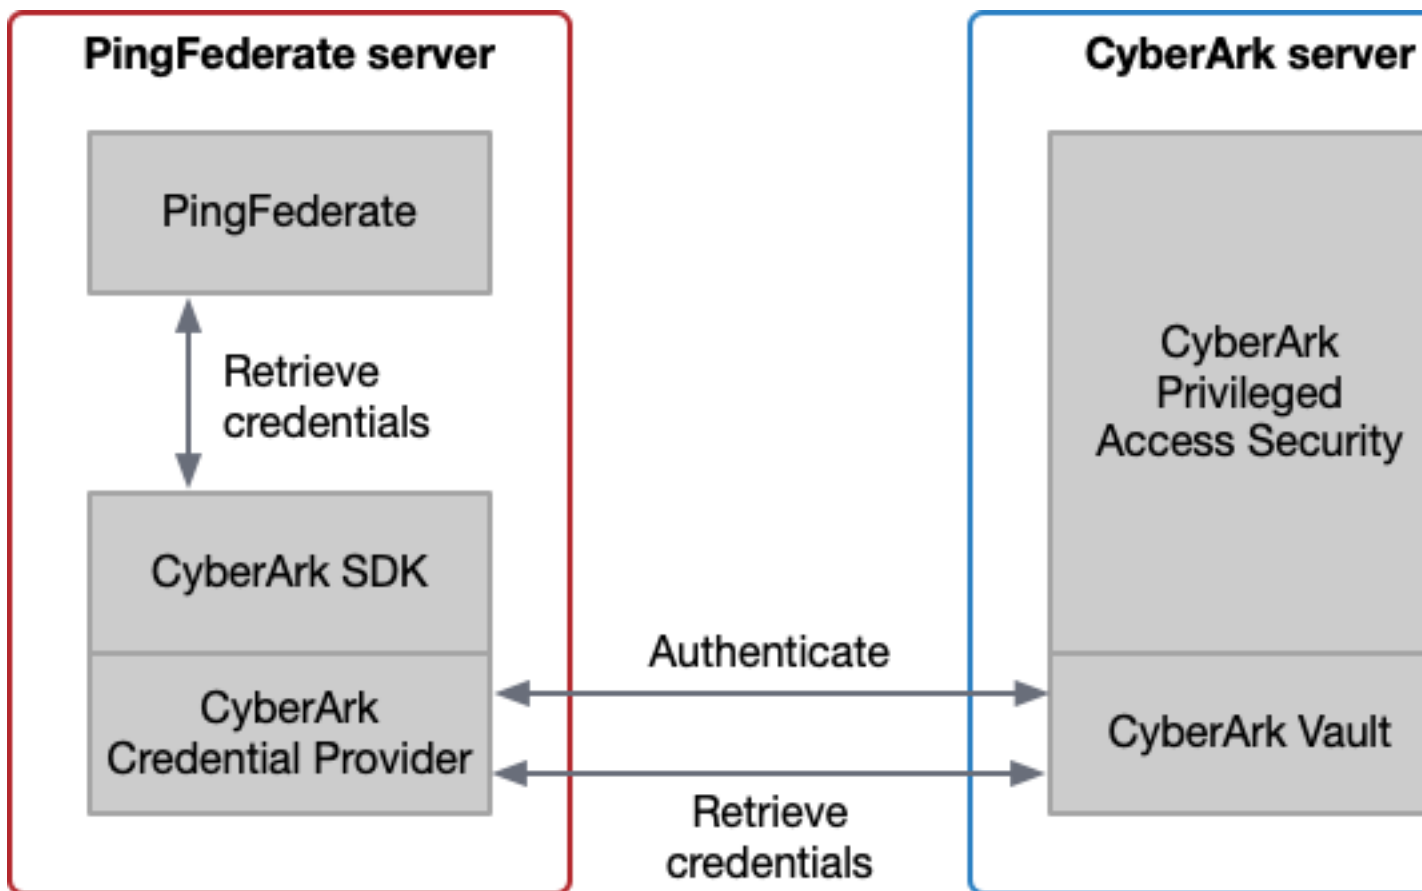 PingFederate server
PingFederate
Retrieve
credentials
CyberArk SDK
CyberArk
Credential Provider
Authenticate
Retrieve
credentials
CyberArk server
CyberArk
Privileged
Access Security
CyberArk Vault